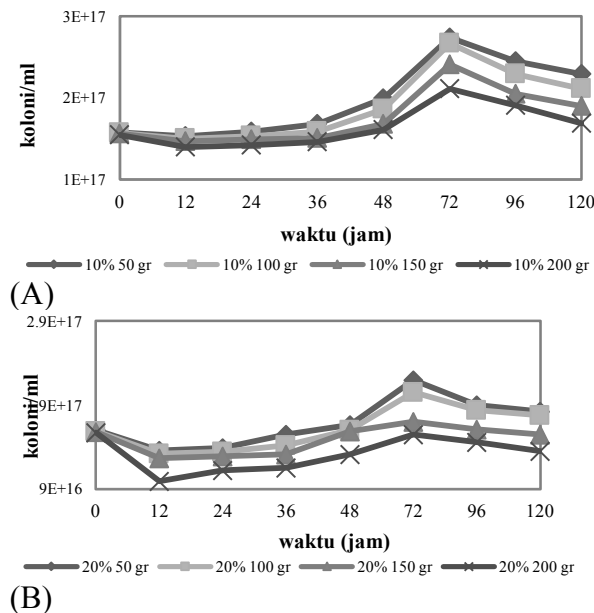 3E+17
2E+17
1E+17
koloni/ml
0 12 24 36 48 72 96 120
waktu (jam)
10% 50 gr 10% 100 gr 10% 150 gr 10% 200 gr
(A)
2.9E+17
1.9E+17
9E+16
koloni/ml
0 12 24 36 48 72 96 120
waktu (jam)
20% 50 gr 20% 100 gr 20% 150 gr 20% 200 gr
(B)